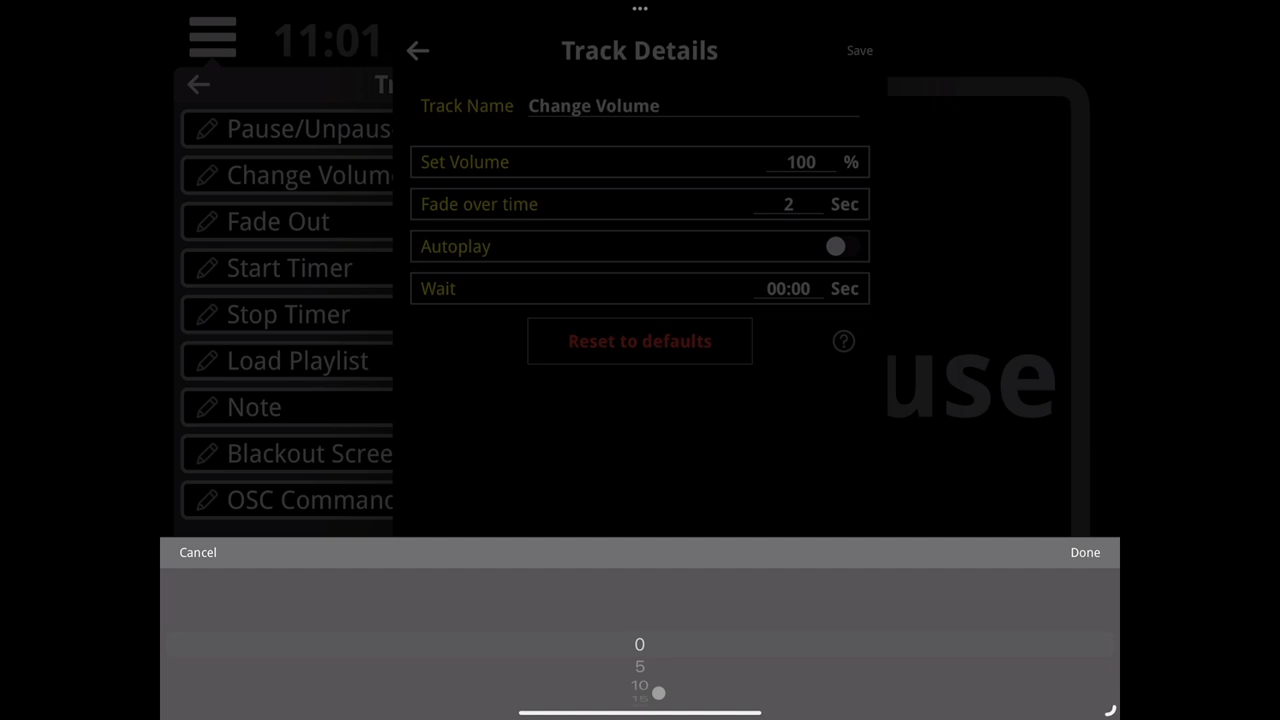 11:01
Track Details
Save
Track Name Change Volume
Set Volume 100 %
Fade over time 2 Sec
Autoplay
Wait 00:00 Sec
Reset to defaults
?
Pause/Unpaus
Change Volum
Fade Out
Start Timer
Stop Timer
Load Playlist
Note
Blackout Scree
OSC Command
use
Cancel
Done
0
5
10
15